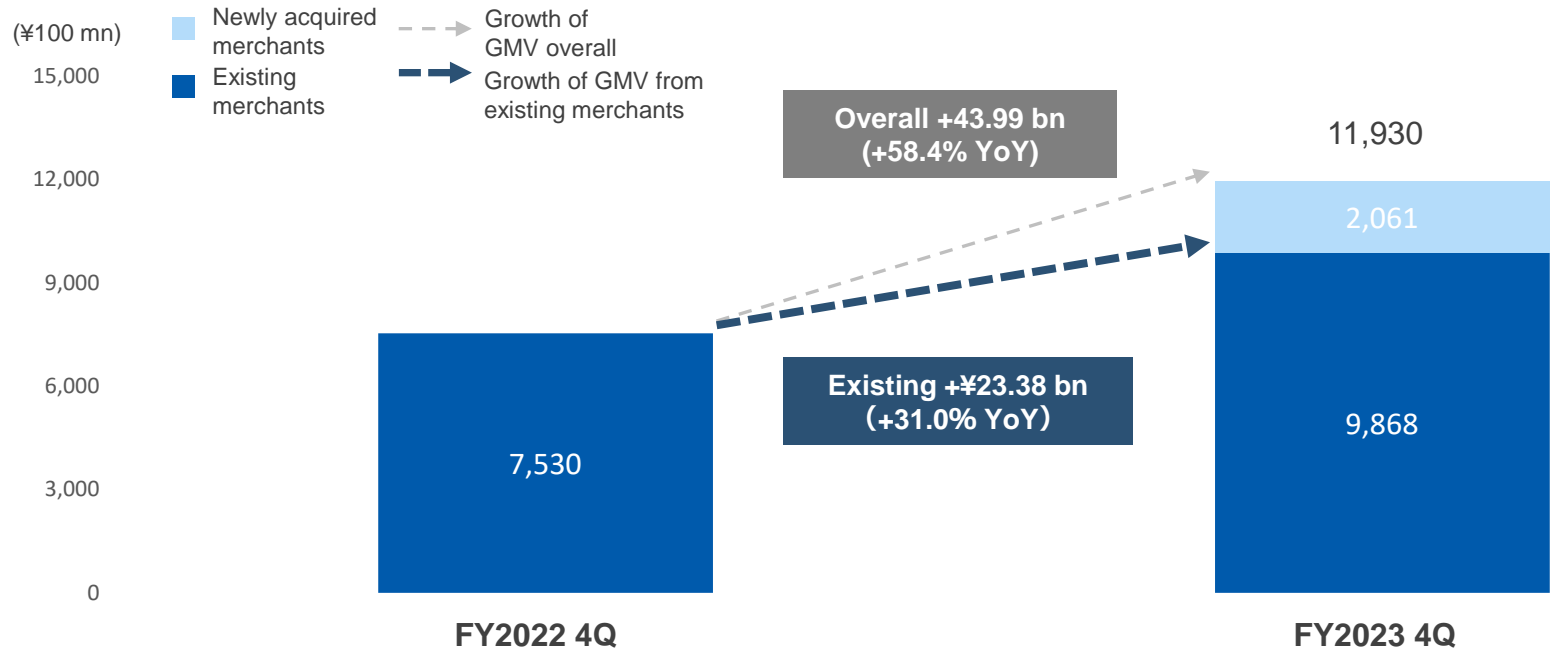 (¥100 mn)
Newly acquired
merchants
Existing
merchants
Growth of
GMV overall
Growth of GMV from
existing merchants
15,000
12,000
9,000
6,000
3,000
0
Overall +43.99 bn
(+58.4% YoY)
Existing +¥23.38 bn
（+31.0% YoY）
7,530
11,930
2,061
9,868
FY2022 4Q
FY2023 4Q